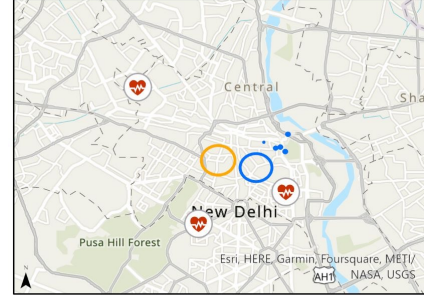 Central
Sha
New Delhi
Pusa Hill Forest
Esri, HERE, Garmin, Foursquare, METI/
NASA, USGS
AH1
N